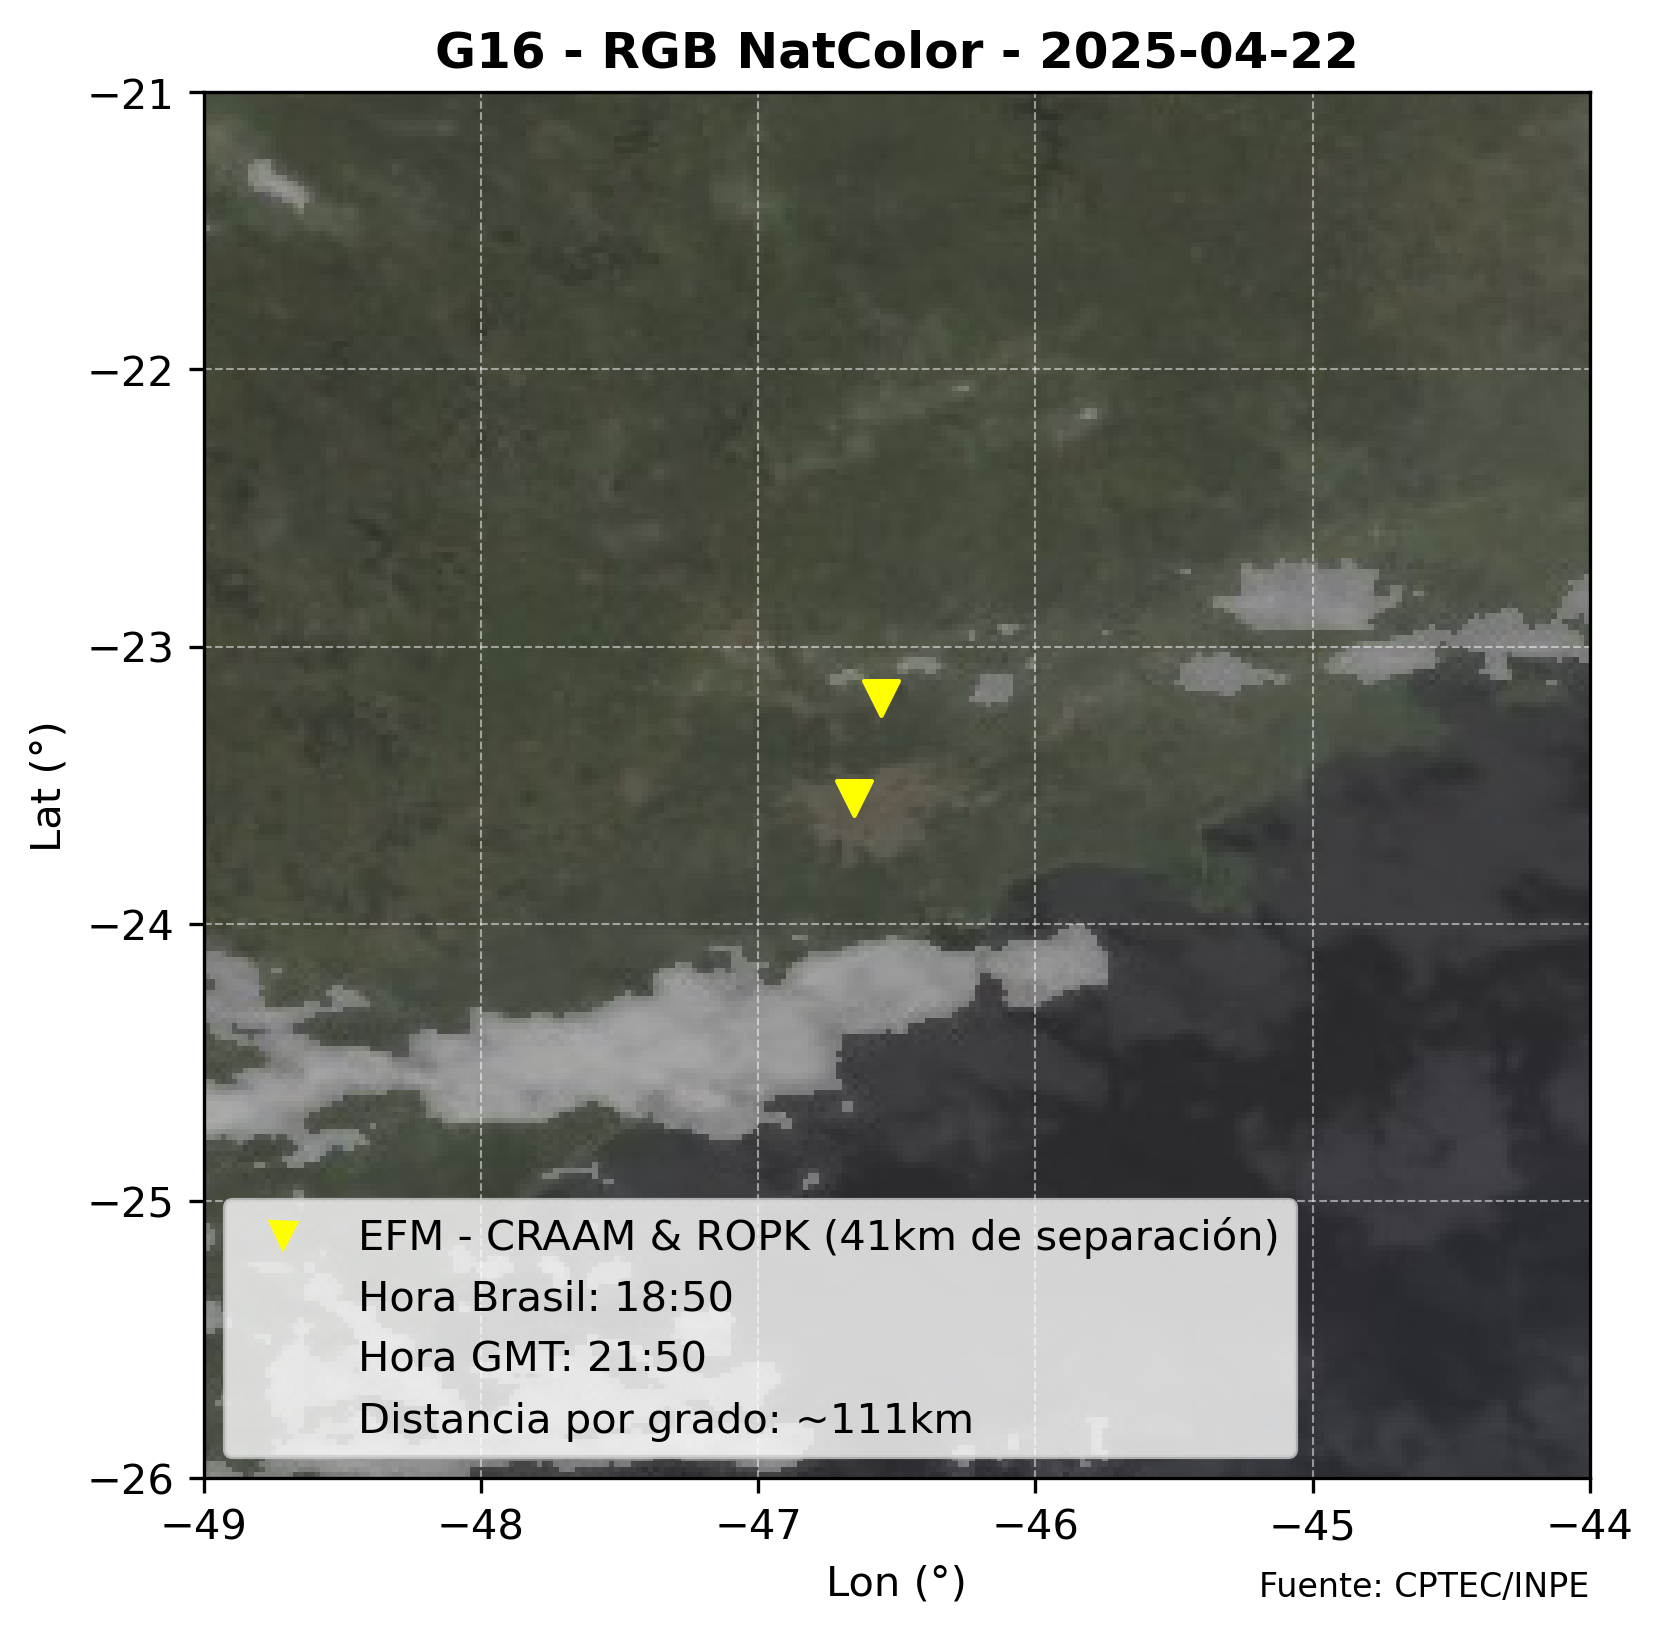 G16 - RGB NatColor - 2025-04-22
−21
−22
−23
−24
−25
−26
Lat (°)
EFM - CRAAM & ROPK (41km de separación)
Hora Brasil: 18:50
Hora GMT: 21:50
Distancia por grado: ~111km
−49 −48 −47 −46 −45 −44
Lon (°)
Fuente: CPTEC/INPE